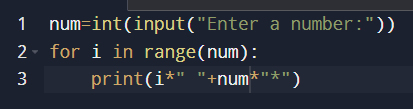 1 num=int(input("Enter a number:"))
2 for i in range(num):
3     print(i*" "+num*"*")